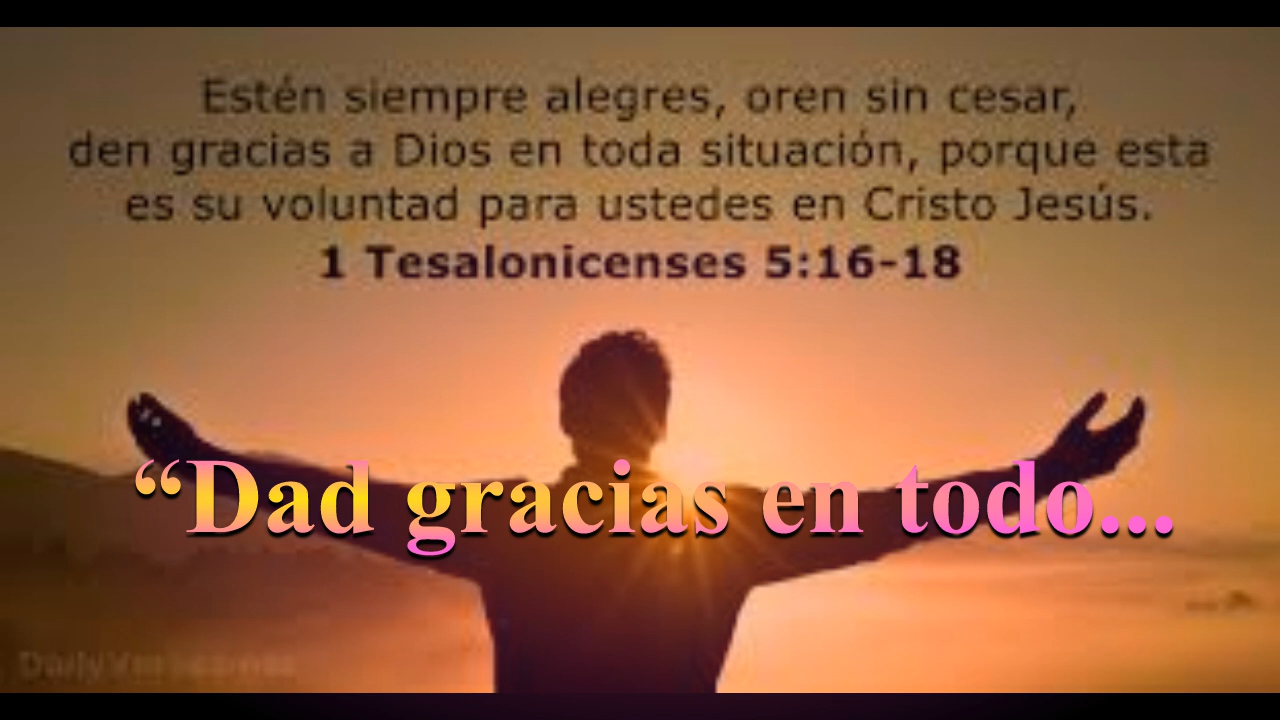 Estén siempre alegres, oren sin cesar,
den gracias a Dios en toda situación, porque esta
es su voluntad para ustedes en Cristo Jesús.
1 Tesalonicenses 5:16-18
“Dad gracias en todo...